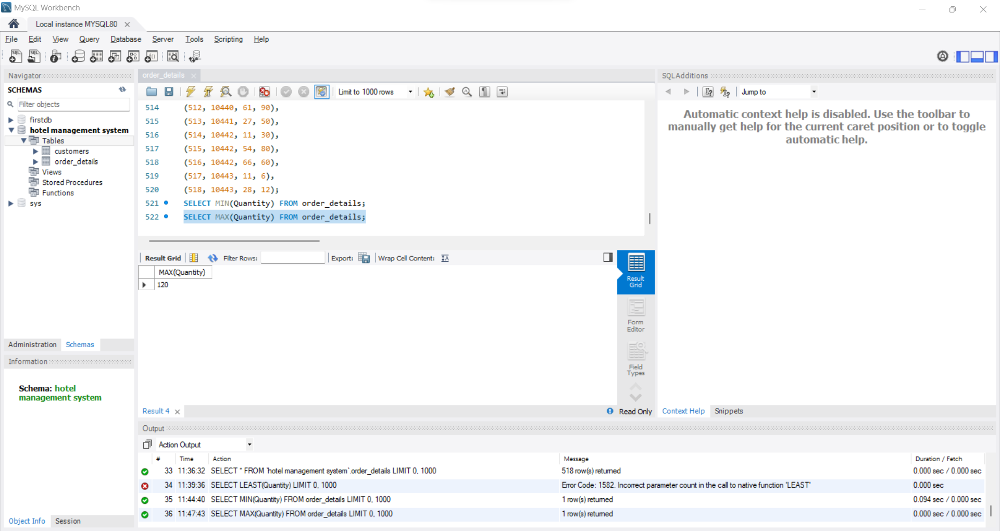 MySQL Workbench
Local instance MYSQL80
File Edit View Query Database Server Tools Scripting Help
Navigator
SCHEMAS
Filter objects
firstdb
hotel management system
Tables
customers
order_details
Views
Stored Procedures
Functions
sys
Administration Schemas
Information
Schema: hotel
management system
Object Info Session
order_details
Limit to 1000 rows
514 (512, 10440, 61, 90),
515 (513, 10441, 27, 50),
516 (514, 10442, 11, 30),
517 (515, 10442, 54, 80),
518 (516, 10442, 66, 60),
519 (517, 10443, 11, 6),
520 (518, 10443, 28, 12);
521 SELECT MIN(Quantity) FROM order_details;
522 SELECT MAX(Quantity) FROM order_details;
Result Grid Filter Rows: Export: Wrap Cell Content:
MAX(Quantity)
120
Result
Grid
Form
Editor
Field
Types
Result 4 Read Only
SQLAdditions
Jump to
Automatic context help is disabled. Use the toolbar to
manually get help for the current caret position or to toggle
automatic help.
Context Help Snippets
Output
Action Output
# Time Action Message Duration / Fetch
33 11:36:32 SELECT * FROM `hotel management system`.order_details LIMIT 0, 1000 518 row(s) returned 0.000 sec / 0.000 sec
34 11:39:36 SELECT LEAST(Quantity) LIMIT 0, 1000 Error Code: 1582. Incorrect parameter count in the call to native function 'LEAST' 0.000 sec
35 11:44:40 SELECT MIN(Quantity) FROM order_details LIMIT 0, 1000 1 row(s) returned 0.094 sec / 0.000 sec
36 11:47:43 SELECT MAX(Quantity) FROM order_details LIMIT 0, 1000 1 row(s) returned 0.000 sec / 0.000 sec